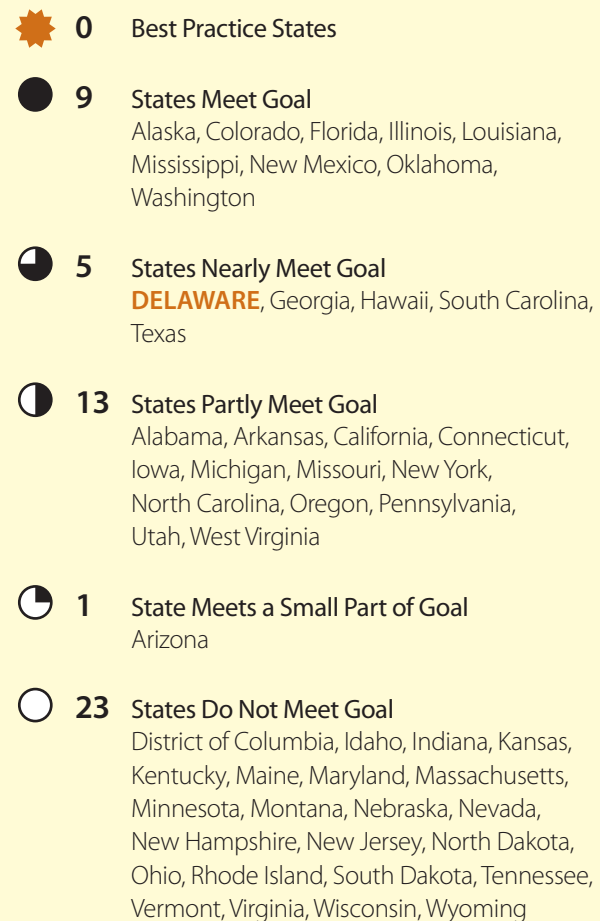 0 Best Practice States
9 States Meet Goal
Alaska, Colorado, Florida, Illinois, Louisiana,
Mississippi, New Mexico, Oklahoma,
Washington
5 States Nearly Meet Goal
DELAWARE, Georgia, Hawaii, South Carolina,
Texas
13 States Partly Meet Goal
Alabama, Arkansas, California, Connecticut,
Iowa, Michigan, Missouri, New York,
North Carolina, Oregon, Pennsylvania,
Utah, West Virginia
1 State Meets a Small Part of Goal
Arizona
23 States Do Not Meet Goal
District of Columbia, Idaho, Indiana, Kansas,
Kentucky, Maine, Maryland, Massachusetts,
Minnesota, Montana, Nebraska, Nevada,
New Hampshire, New Jersey, North Dakota,
Ohio, Rhode Island, South Dakota, Tennessee,
Vermont, Virginia, Wisconsin, Wyoming